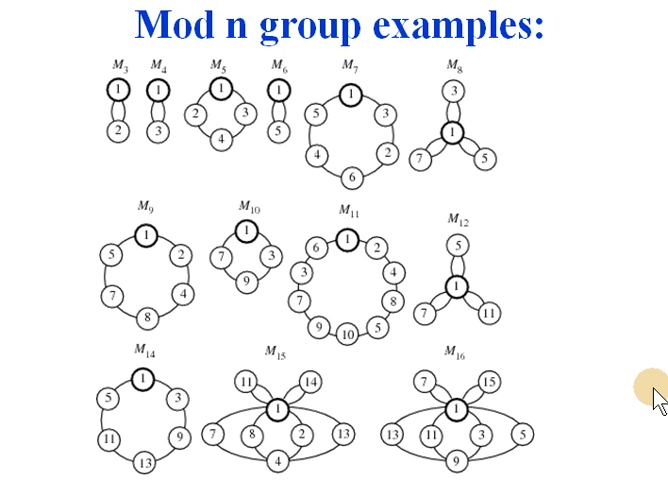 Mod n group examples:
M3 M4 M5 M6 M7 M8
1 1 1 1 1 3
2 3 5 3
2 3 4 5 4 2 7 1 5
6
M9 M10 M11 M12
1 1 1 5
5 2 7 3 6 2 1
7 4 9 3 4 7 11
8 7 8
9 10 5
M14 M15 M16
1 11 14 7 15
5 3 1 1
11 9 7 8 2 13 13 11 3 5
13 4 9